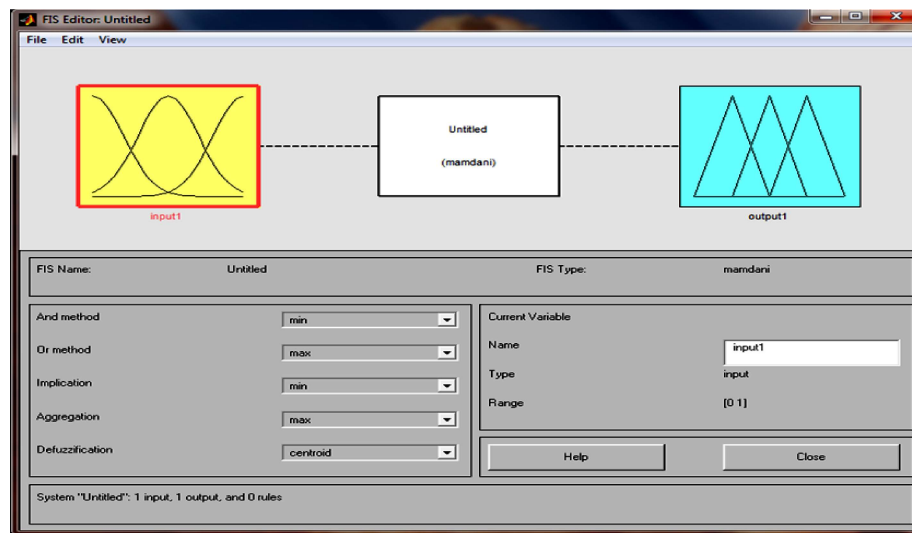 FIS Editor: Untitled
File Edit View
Untitled
(mamdani)
input1
output1
FIS Name: Untitled FIS Type: mamdani
And method min
Or method max
Implication min
Aggregation max
Defuzzification centroid
Current Variable
Name input1
Type input
Range [0 1]
Help Close
System "Untitled": 1 input, 1 output, and 0 rules